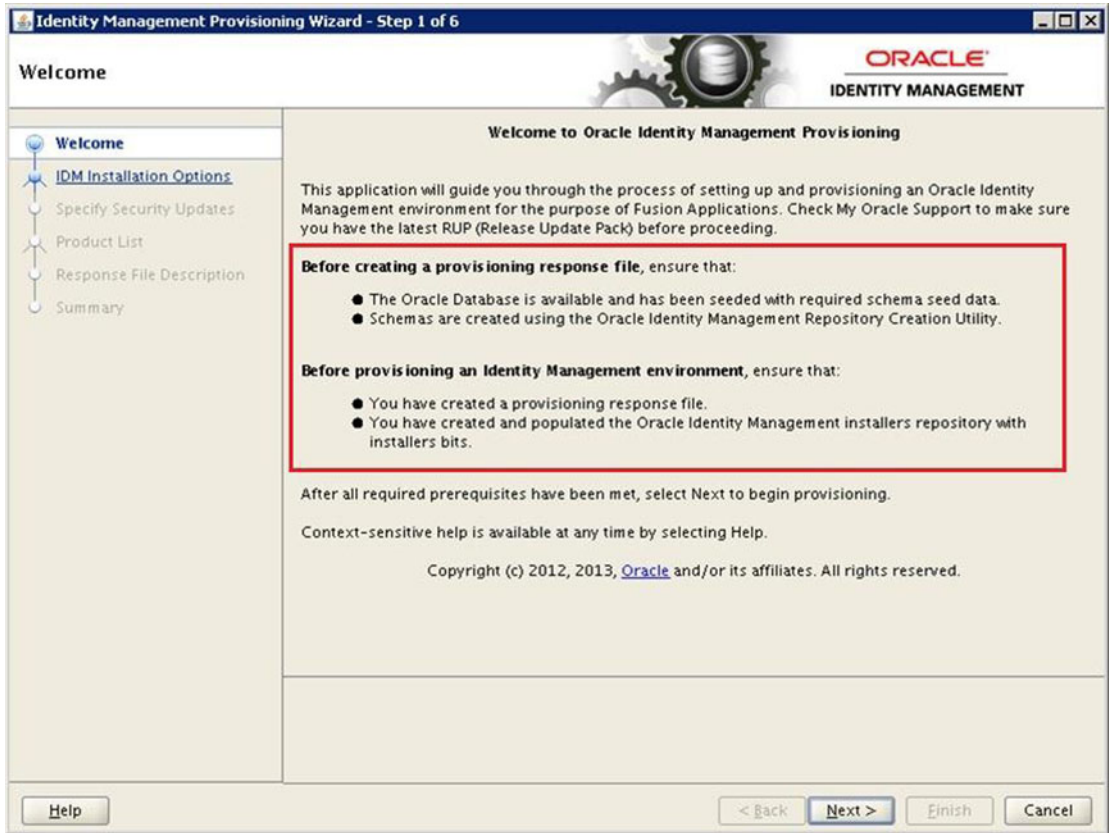 Identity Management Provisioning Wizard - Step 1 of 6
Welcome
ORACLE
IDENTITY MANAGEMENT
Welcome
IDM Installation Options
Specify Security Updates
Product List
Response File Description
Summary
Welcome to Oracle Identity Management Provisioning
This application will guide you through the process of setting up and provisioning an Oracle Identity
Management environment for the purpose of Fusion Applications. Check My Oracle Support to make sure
you have the latest RUP (Release Update Pack) before proceeding.
Before creating a provisioning response file, ensure that:
● The Oracle Database is available and has been seeded with required schema seed data.
● Schemas are created using the Oracle Identity Management Repository Creation Utility.
Before provisioning an Identity Management environment, ensure that:
● You have created a provisioning response file.
● You have created and populated the Oracle Identity Management installers repository with
installers bits.
After all required prerequisites have been met, select Next to begin provisioning.
Context-sensitive help is available at any time by selecting Help.
Copyright (c) 2012, 2013, Oracle and/or its affiliates. All rights reserved.
Help
< Back
Next >
Finish
Cancel